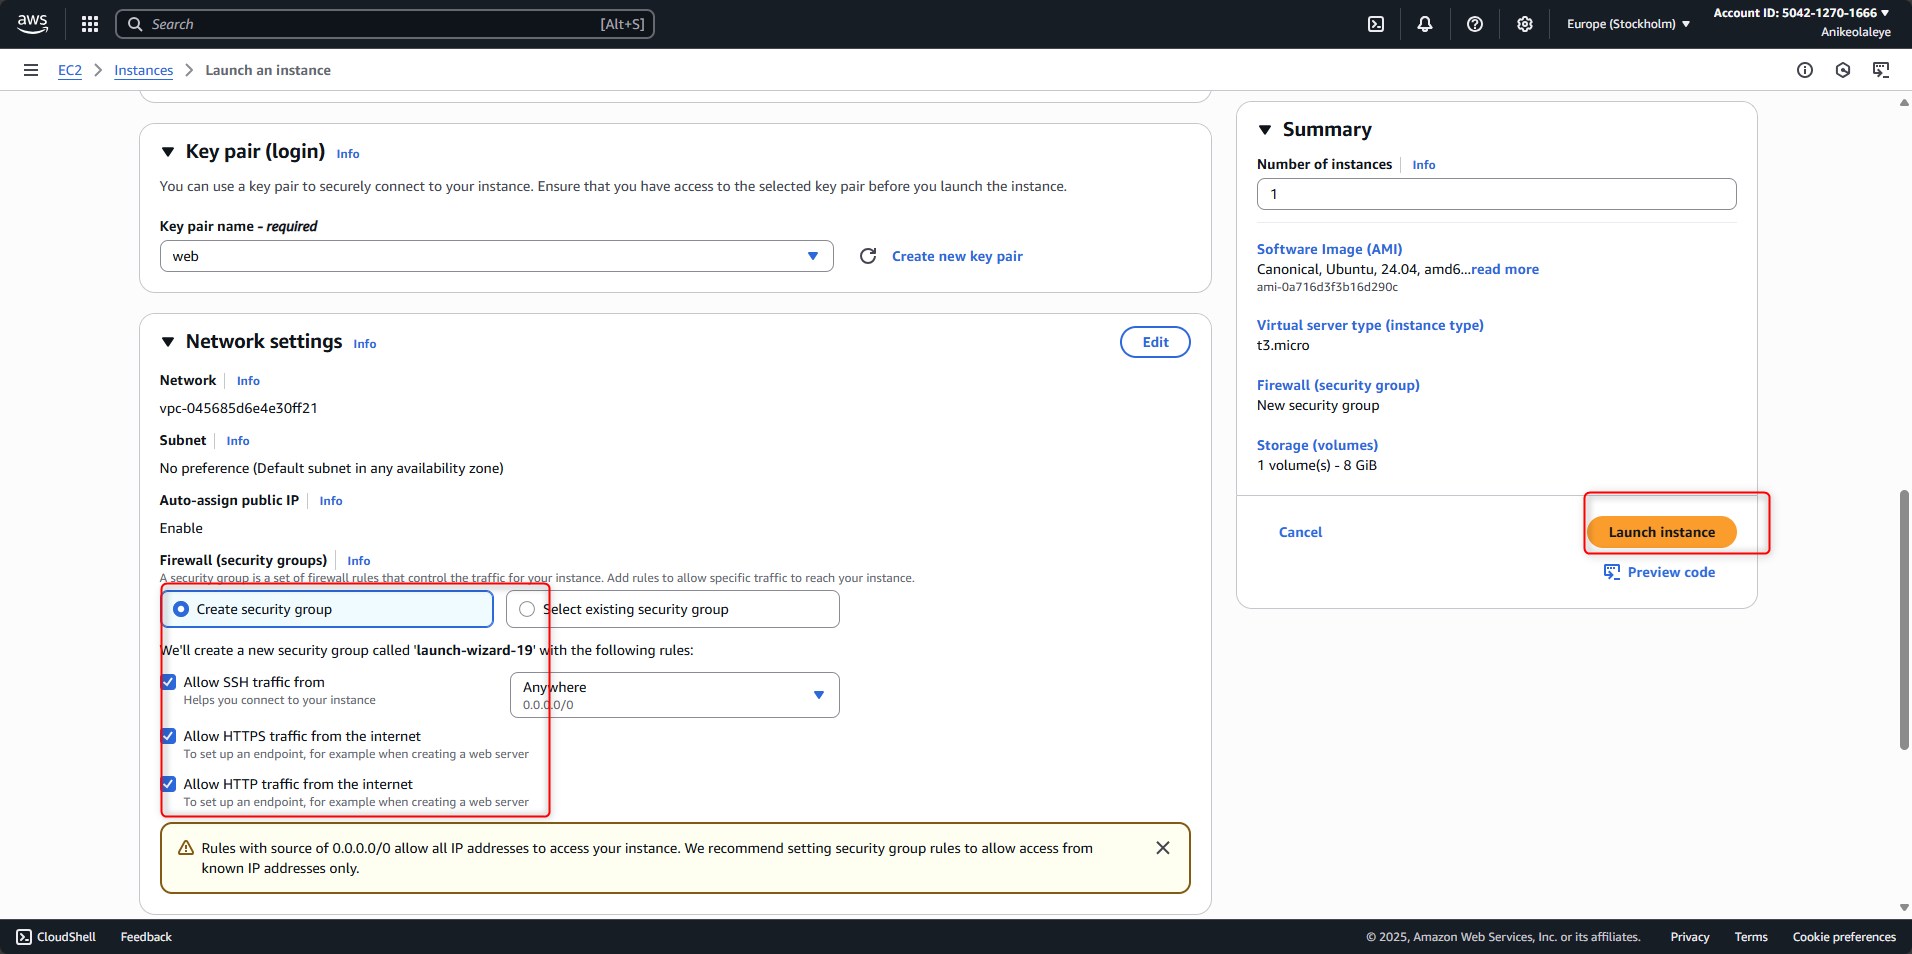 aws
Search [Alt+S]
Europe (Stockholm)
Account ID: 5042-1270-1666
Anikeolaleye
EC2 Instances Launch an instance
Key pair (login) Info
You can use a key pair to securely connect to your instance. Ensure that you have access to the selected key pair before you launch the instance.
Key pair name - required
web
Create new key pair
Network settings Info
Edit
Network Info
vpc-045685d6e4e30ff21
Subnet Info
No preference (Default subnet in any availability zone)
Auto-assign public IP Info
Enable
Firewall (security groups) Info
A security group is a set of firewall rules that control the traffic for your instance. Add rules to allow specific traffic to reach your instance.
Create security group
Select existing security group
We'll create a new security group called 'launch-wizard-19' with the following rules:
Allow SSH traffic from
Helps you connect to your instance
Anywhere
0.0.0.0/0
Allow HTTPS traffic from the internet
To set up an endpoint, for example when creating a web server
Allow HTTP traffic from the internet
To set up an endpoint, for example when creating a web server
Rules with source of 0.0.0.0/0 allow all IP addresses to access your instance. We recommend setting security group rules to allow access from
known IP addresses only.
Summary
Number of instances Info
1
Software Image (AMI)
Canonical, Ubuntu, 24.04, amd6...read more
ami-0a716d3f3b16d290c
Virtual server type (instance type)
t3.micro
Firewall (security group)
New security group
Storage (volumes)
1 volume(s) - 8 GiB
Cancel
Launch instance
Preview code
CloudShell Feedback
© 2025, Amazon Web Services, Inc. or its affiliates. Privacy Terms Cookie preferences